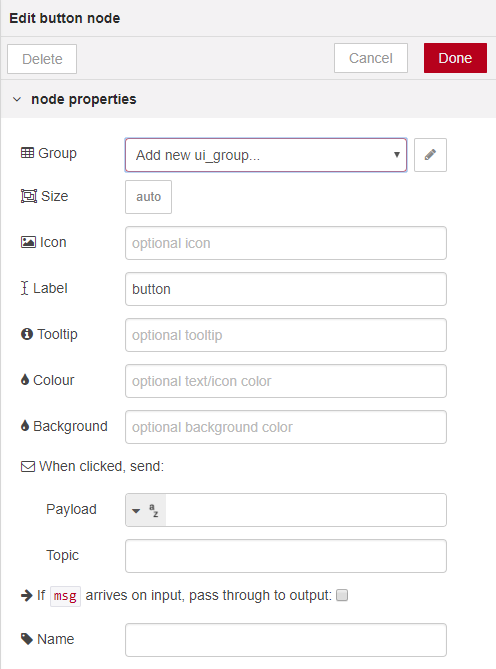 Edit button node
Delete Cancel Done
node properties
Group Add new ui_group...
Size auto
Icon optional icon
Label button
Tooltip optional tooltip
Colour optional text/icon color
Background optional background color
When clicked, send:
Payload a z
Topic
If msg arrives on input, pass through to output:
Name